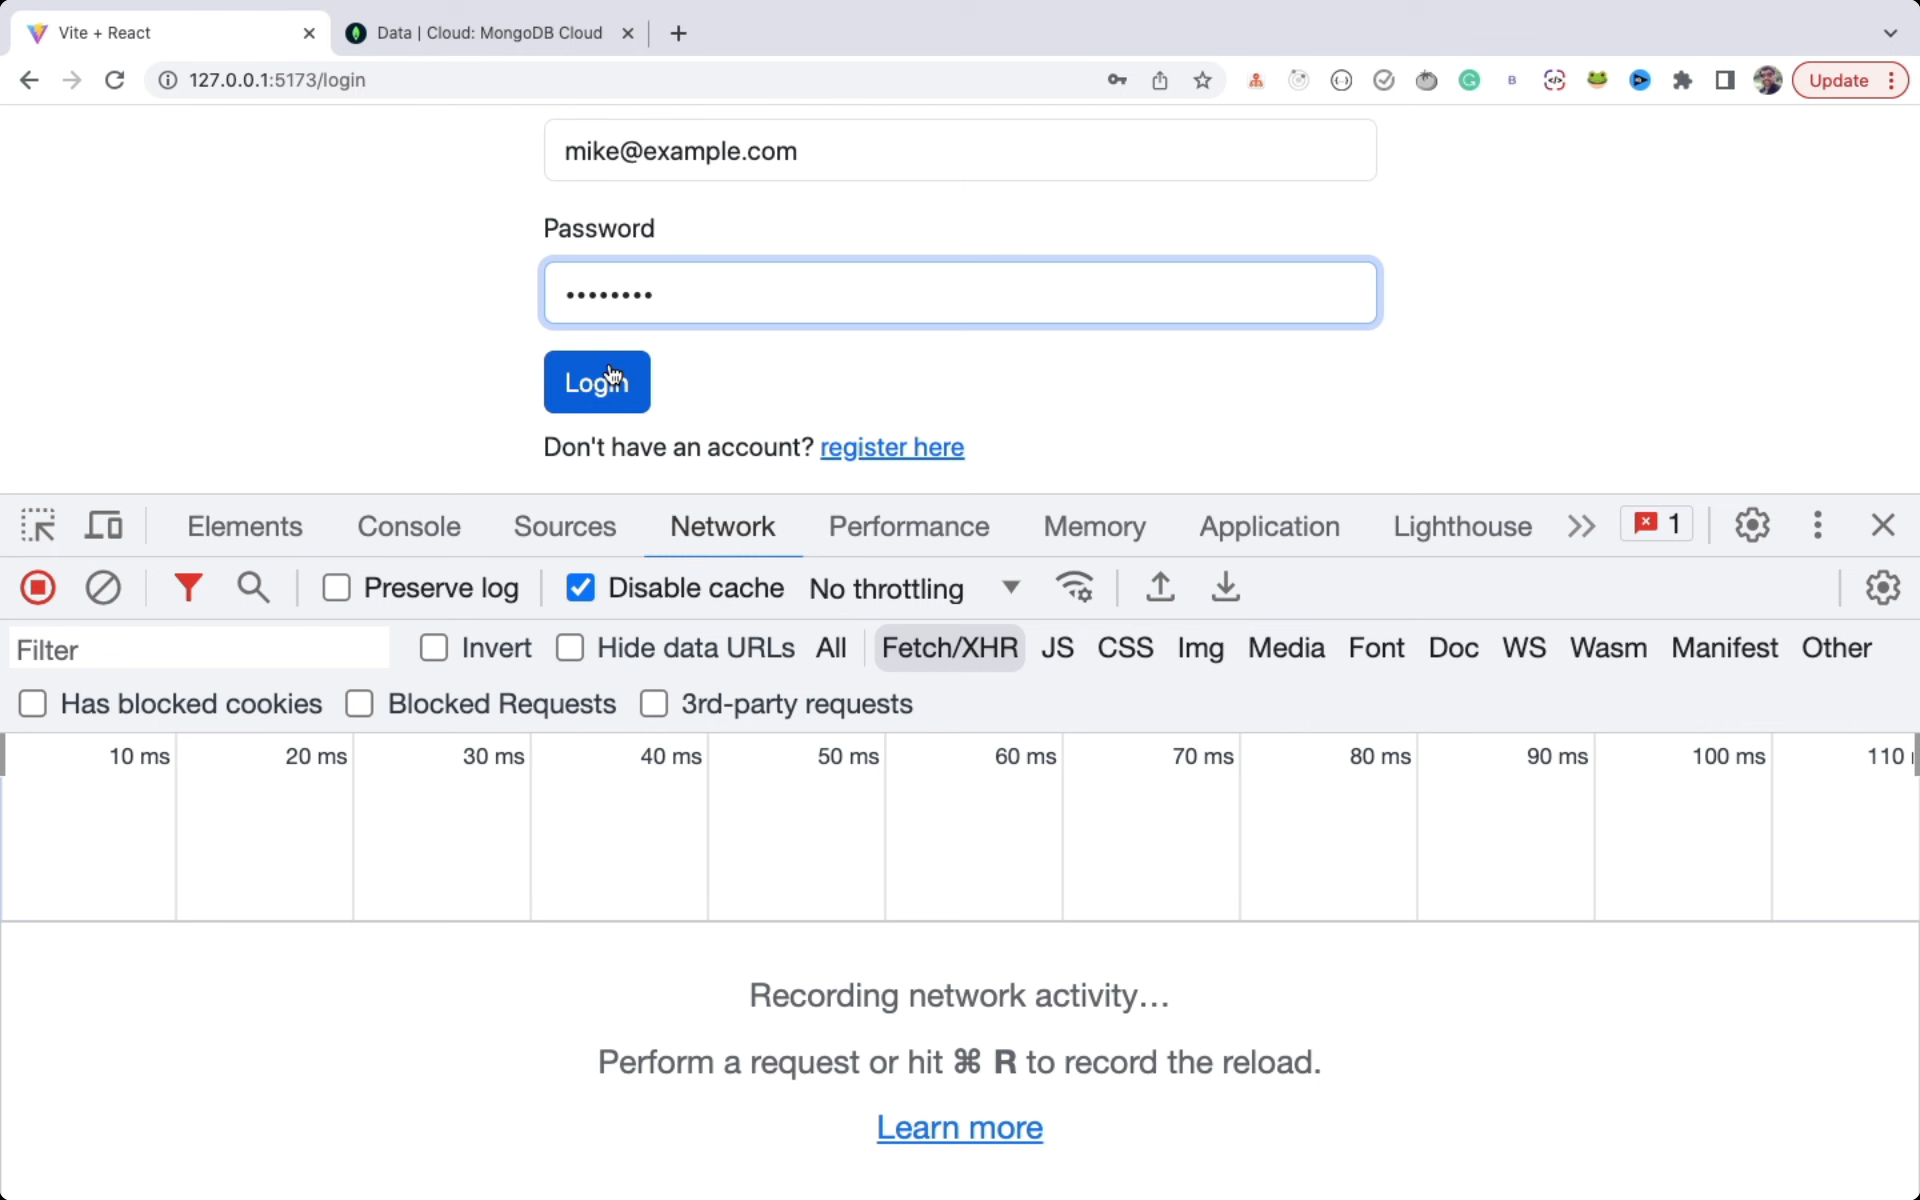 Vite + React
Data | Cloud: MongoDB Cloud
127.0.0.1:5173/login
Update
mike@example.com
Password
••••••••
Login
Don't have an account? register here
Elements Console Sources Network Performance Memory Application Lighthouse 1
Preserve log Disable cache No throttling
Filter Invert Hide data URLs All Fetch/XHR JS CSS Img Media Font Doc WS Wasm Manifest Other
Has blocked cookies Blocked Requests 3rd-party requests
10 ms 20 ms 30 ms 40 ms 50 ms 60 ms 70 ms 80 ms 90 ms 100 ms 110
Recording network activity…
Perform a request or hit ⌘ R to record the reload.
Learn more